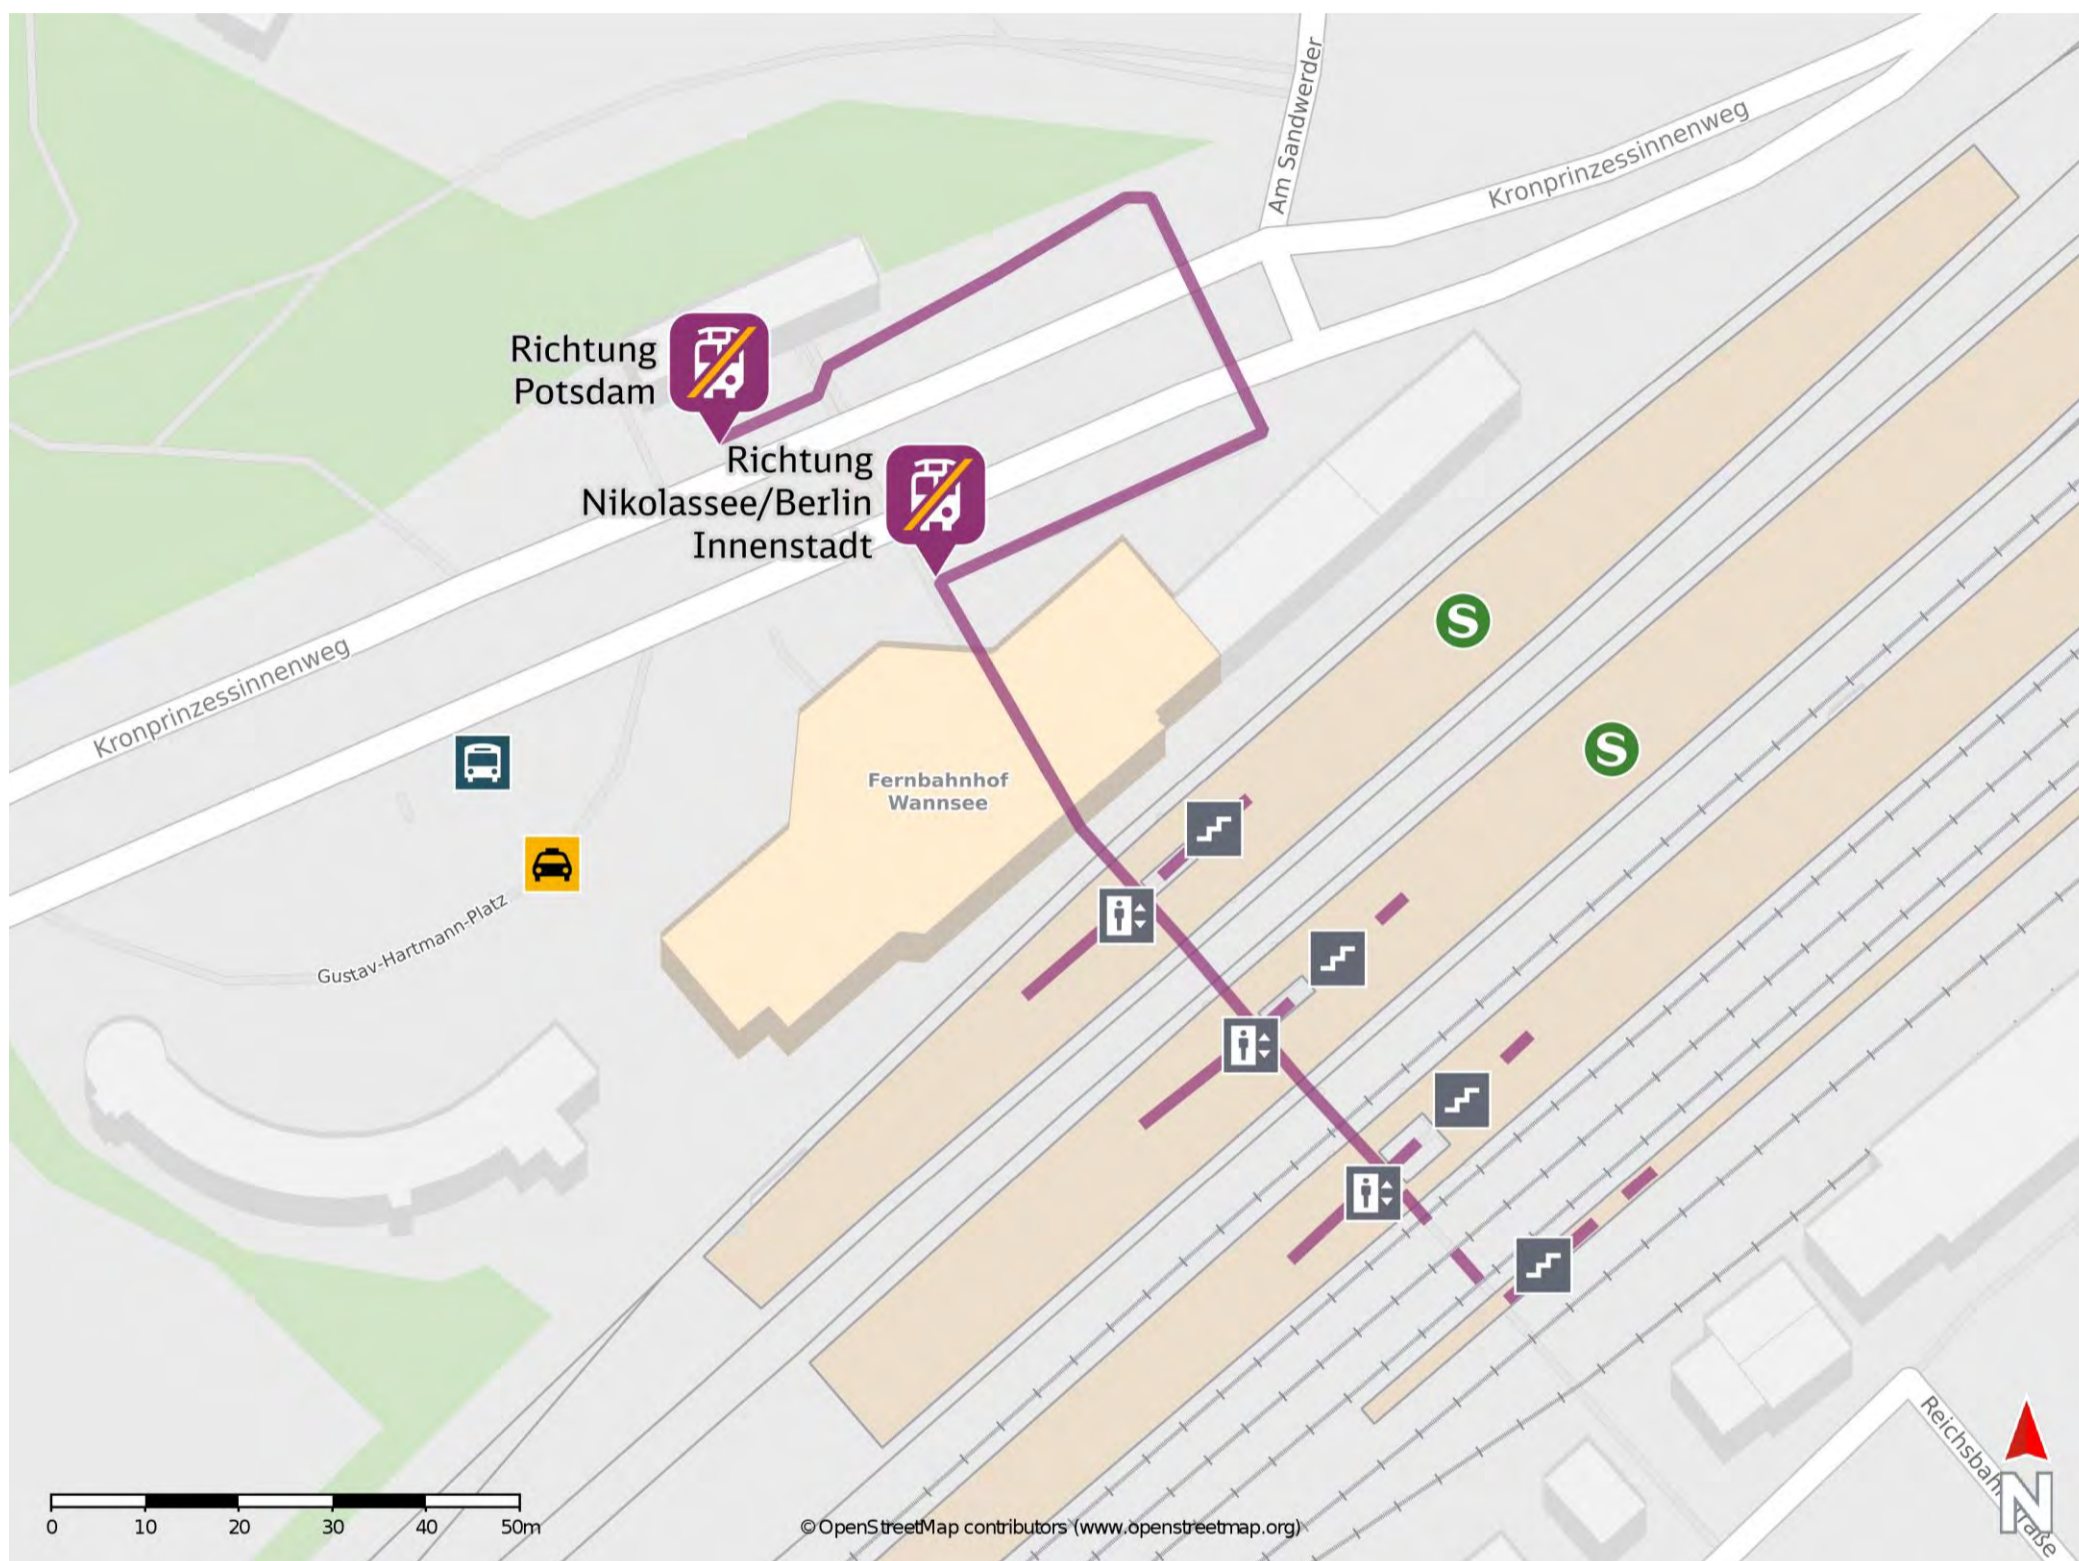 Am Sandwerder
Kronprinzessinnenweg
Richtung
Potsdam
Richtung
Nikolassee/Berlin
Innenstadt
S
Kronprinzessinnenweg
S
Fernbahnhof
Wannsee
Gustav-Hartmann-Platz
Reichsbahnstraße
N
0 10 20 30 40 50m
© OpenStreetMap contributors (www.openstreetmap.org)